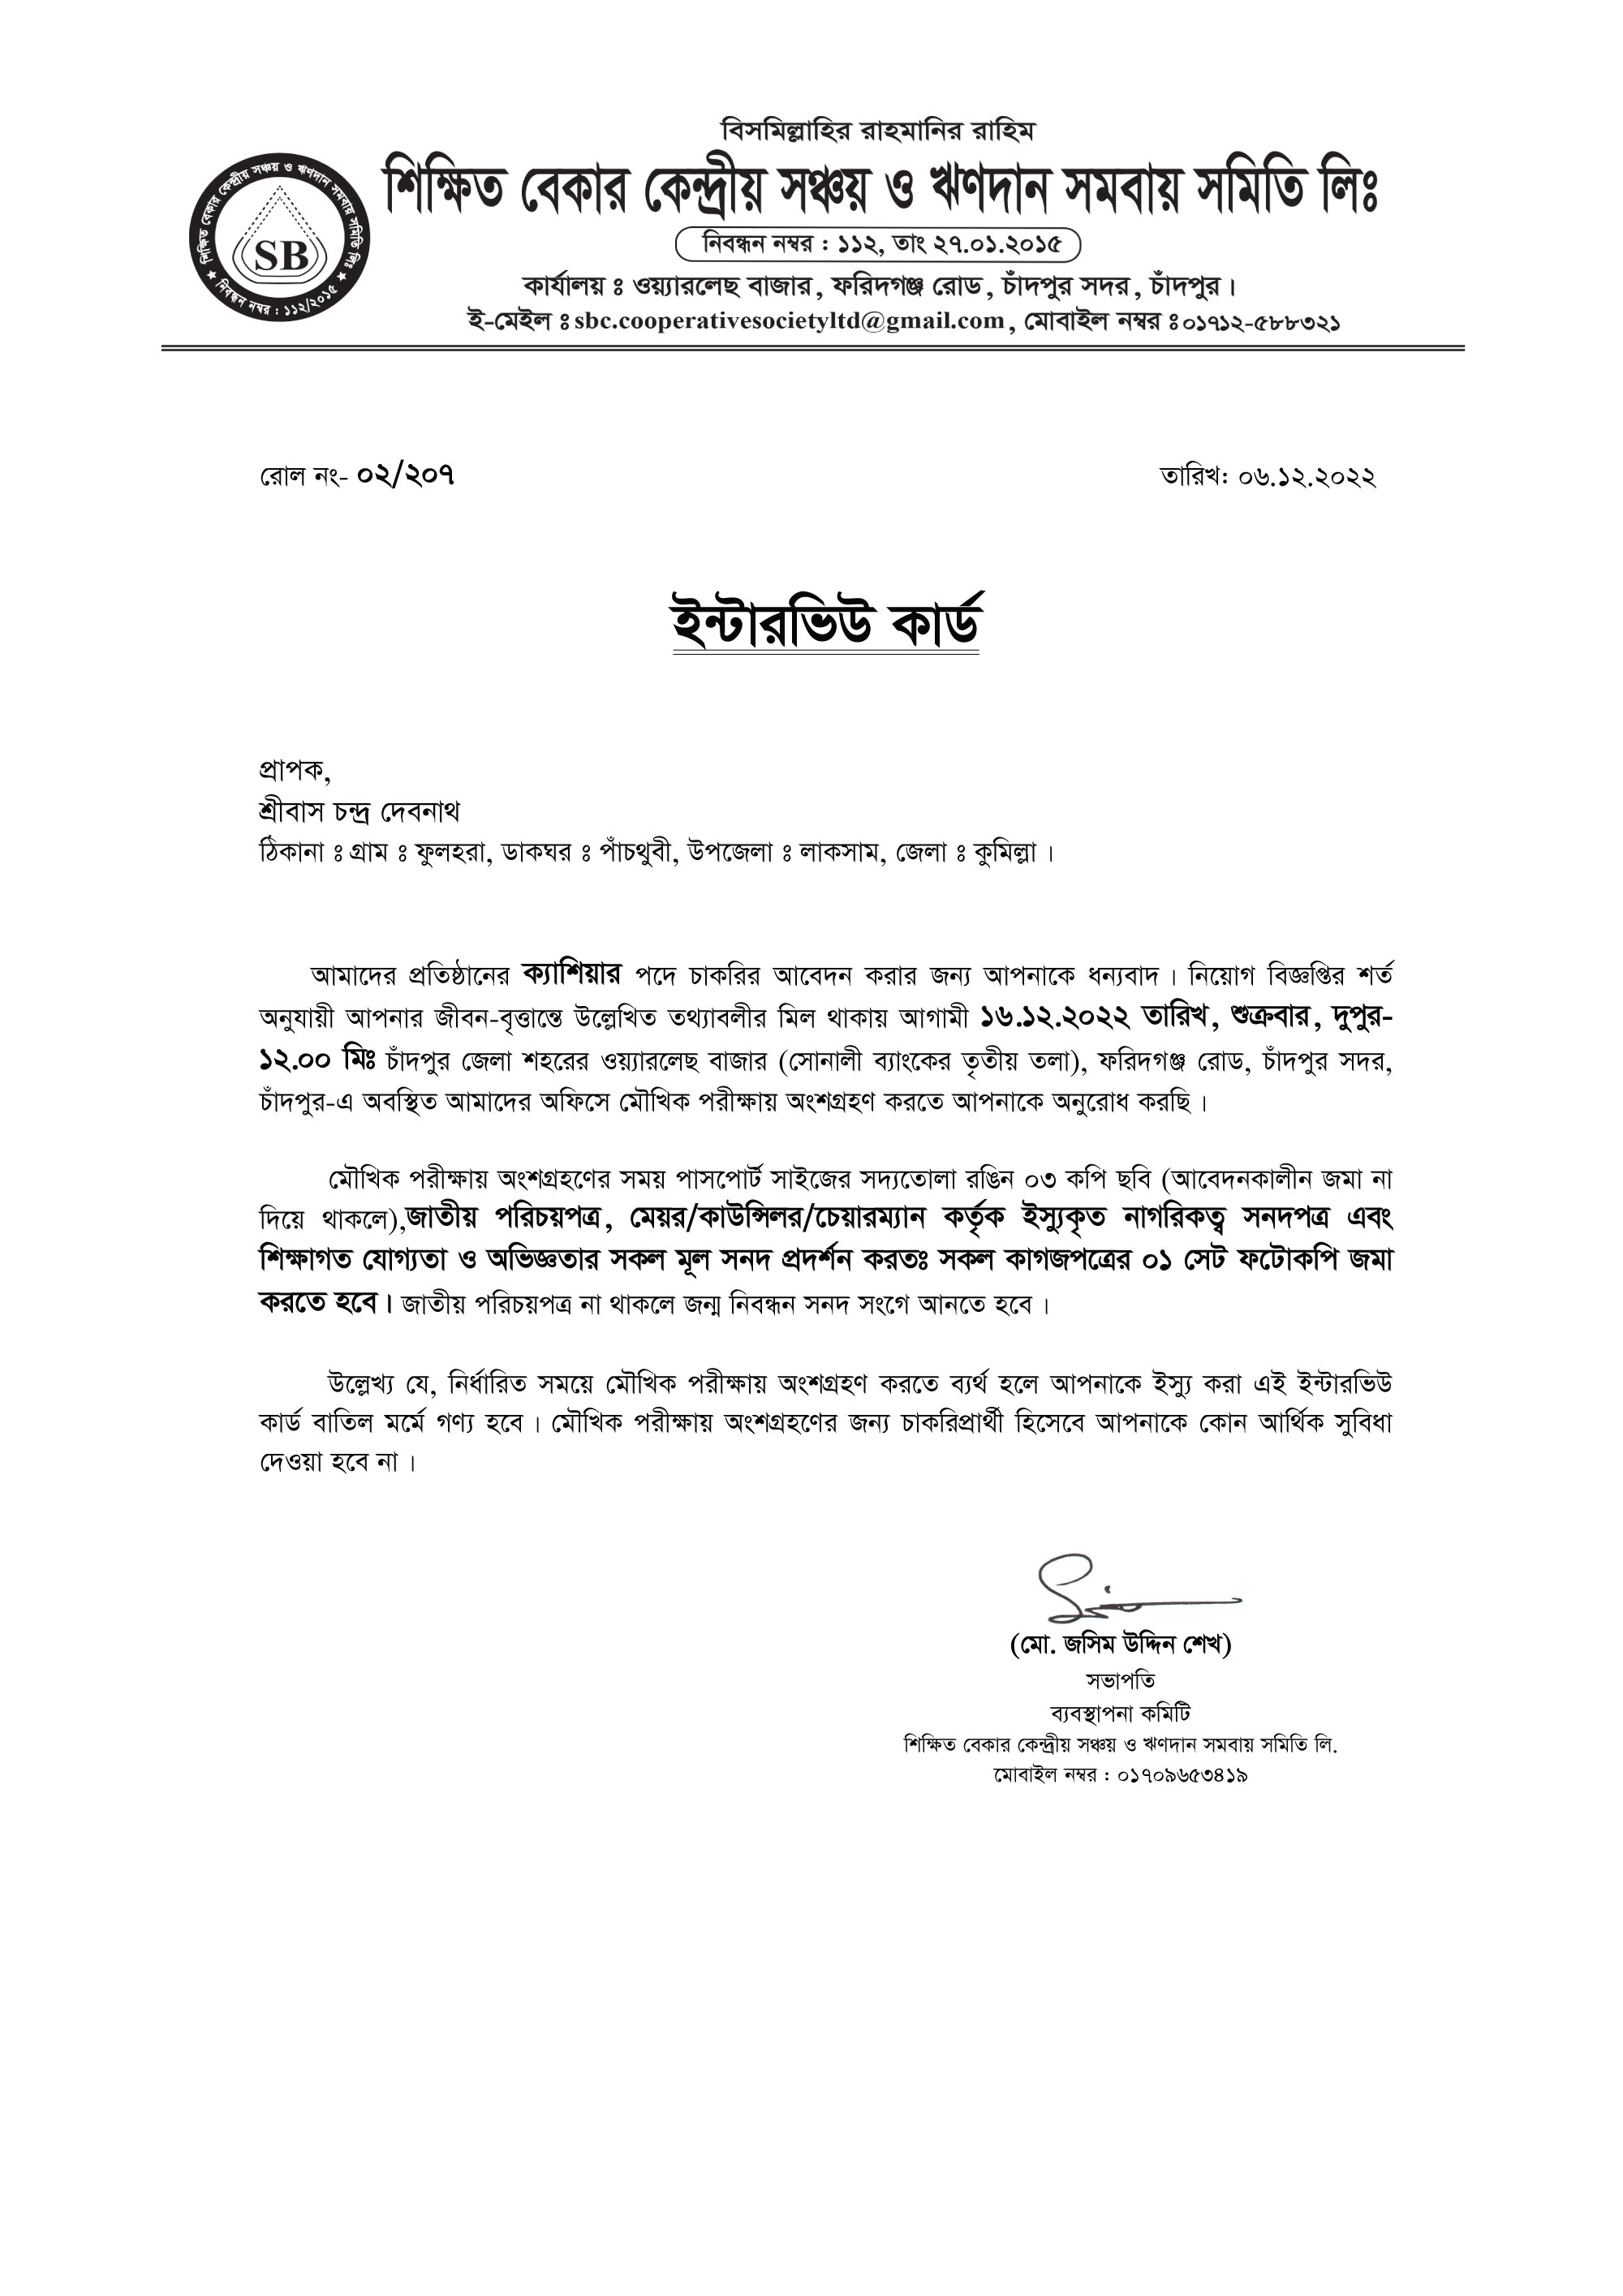 বিসমিল্লাহির রাহমানির রাহিম
শিক্ষিত বেকার কেন্দ্রীয় সঞ্চয় ও ঋণদান সমবায় সমিতি লিঃ
শিক্ষিত বেকার কেন্দ্রীয় সঞ্চয় ও ঋণদান সমবায় সমিতি লিঃ
SB
নিবন্ধন নম্বর : ১১২/২০১৫
নিবন্ধন নম্বর : ১১২, তাং ২৭.০১.২০১৫
কার্যালয় ঃ ওয়্যারলেছ বাজার, ফরিদগঞ্জ রোড, চাঁদপুর সদর, চাঁদপুর।
ই-মেইল ঃ sbc.cooperativesocietyltd@gmail.com, মোবাইল নম্বর ঃ ০১৭১২-৫৮৮৩২১
রোল নং- ০২/২০৭ তারিখ: ০৬.১২.২০২২
ইন্টারভিউ কার্ড
প্রাপক,
শ্রীবাস চন্দ্র দেবনাথ
ঠিকানা ঃ গ্রাম ঃ ফুলহরা, ডাকঘর ঃ পাঁচথুবী, উপজেলা ঃ লাকসাম, জেলা ঃ কুমিল্লা।
আমাদের প্রতিষ্ঠানের ক্যাশিয়ার পদে চাকরির আবেদন করার জন্য আপনাকে ধন্যবাদ। নিয়োগ বিজ্ঞপ্তির শর্ত
অনুযায়ী আপনার জীবন-বৃত্তান্তে উল্লেখিত তথ্যাবলীর মিল থাকায় আগামী ১৬.১২.২০২২ তারিখ, শুক্রবার, দুপুর-
১২.০০ মিঃ চাঁদপুর জেলা শহরের ওয়্যারলেছ বাজার (সোনালী ব্যাংকের তৃতীয় তলা), ফরিদগঞ্জ রোড, চাঁদপুর সদর,
চাঁদপুর-এ অবস্থিত আমাদের অফিসে মৌখিক পরীক্ষায় অংশগ্রহণ করতে আপনাকে অনুরোধ করছি।
মৌখিক পরীক্ষায় অংশগ্রহণের সময় পাসপোর্ট সাইজের সদ্যতোলা রঙিন ০৩ কপি ছবি (আবেদনকালীন জমা না
দিয়ে থাকলে),জাতীয় পরিচয়পত্র, মেয়র/কাউন্সিলর/চেয়ারম্যান কর্তৃক ইস্যুকৃত নাগরিকত্ব সনদপত্র এবং
শিক্ষাগত যোগ্যতা ও অভিজ্ঞতার সকল মূল সনদ প্রদর্শন করতঃ সকল কাগজপত্রের ০১ সেট ফটোকপি জমা
করতে হবে। জাতীয় পরিচয়পত্র না থাকলে জন্ম নিবন্ধন সনদ সংগে আনতে হবে।
উল্লেখ্য যে, নির্ধারিত সময়ে মৌখিক পরীক্ষায় অংশগ্রহণ করতে ব্যর্থ হলে আপনাকে ইস্যু করা এই ইন্টারভিউ
কার্ড বাতিল মর্মে গণ্য হবে। মৌখিক পরীক্ষায় অংশগ্রহণের জন্য চাকরিপ্রার্থী হিসেবে আপনাকে কোন আর্থিক সুবিধা
দেওয়া হবে না।
(মো. জসিম উদ্দিন শেখ)
সভাপতি
ব্যবস্থাপনা কমিটি
শিক্ষিত বেকার কেন্দ্রীয় সঞ্চয় ও ঋণদান সমবায় সমিতি লি.
মোবাইল নম্বর : ০১৭০৯৬৫৩৪১৯